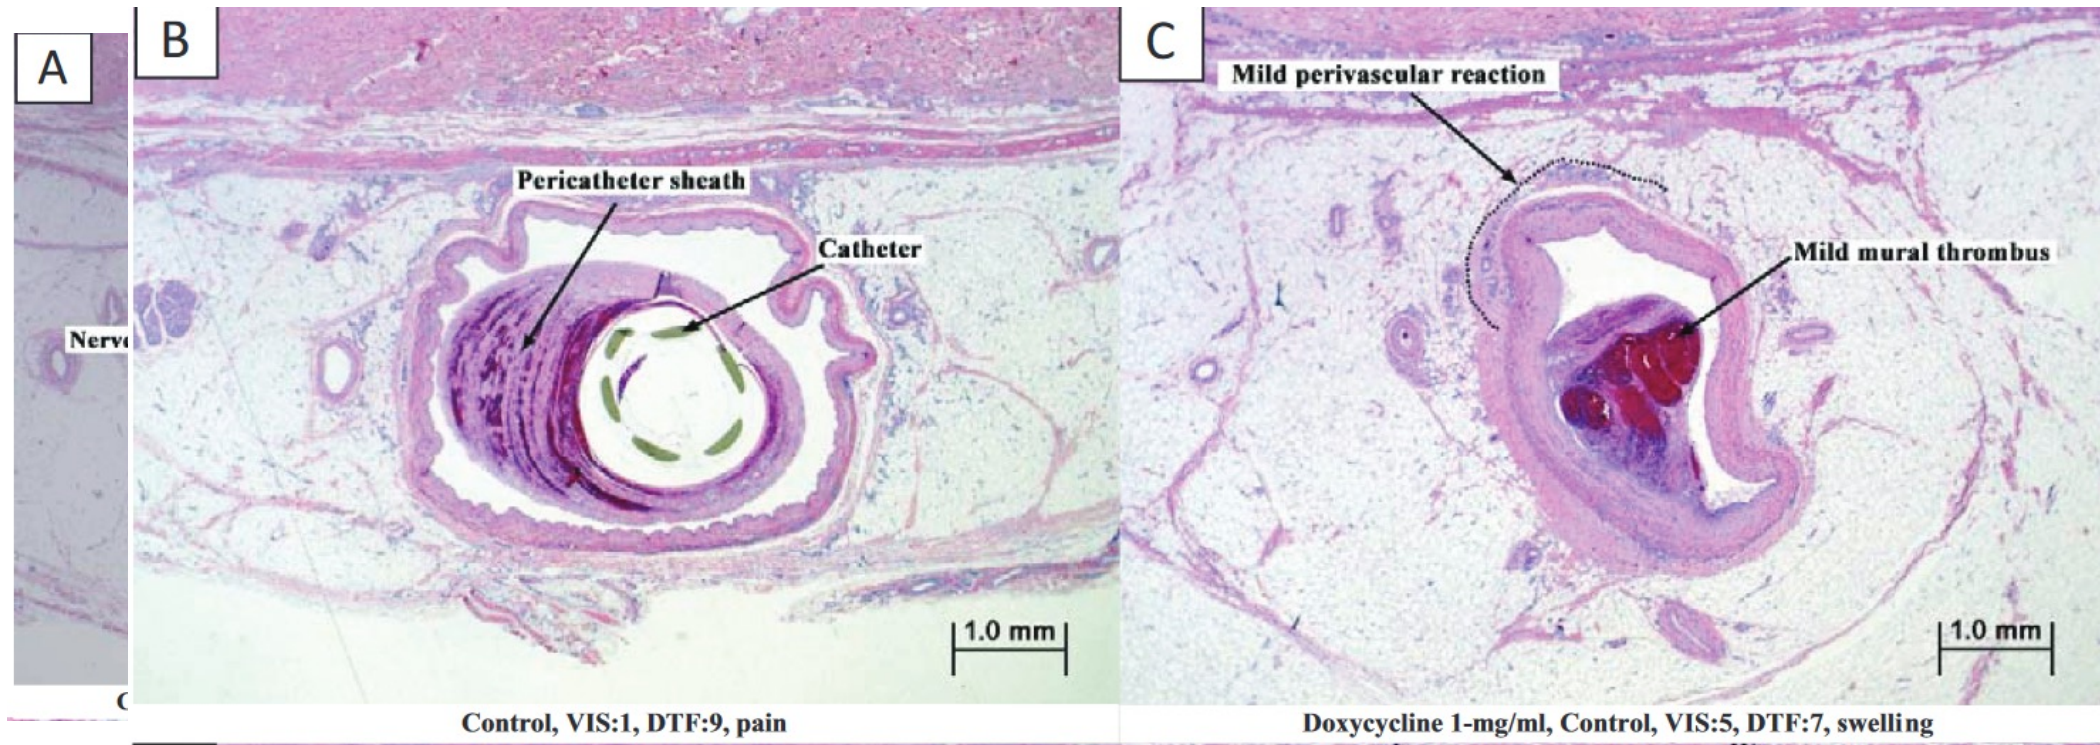 A
B
C
Mild perivascular reaction
Pericatheter sheath
Catheter
Mild mural thrombus
1.0 mm
1.0 mm
Control, VIS:1, DTF:9, pain
Doxycycline 1-mg/ml, Control, VIS:5, DTF:7, swelling